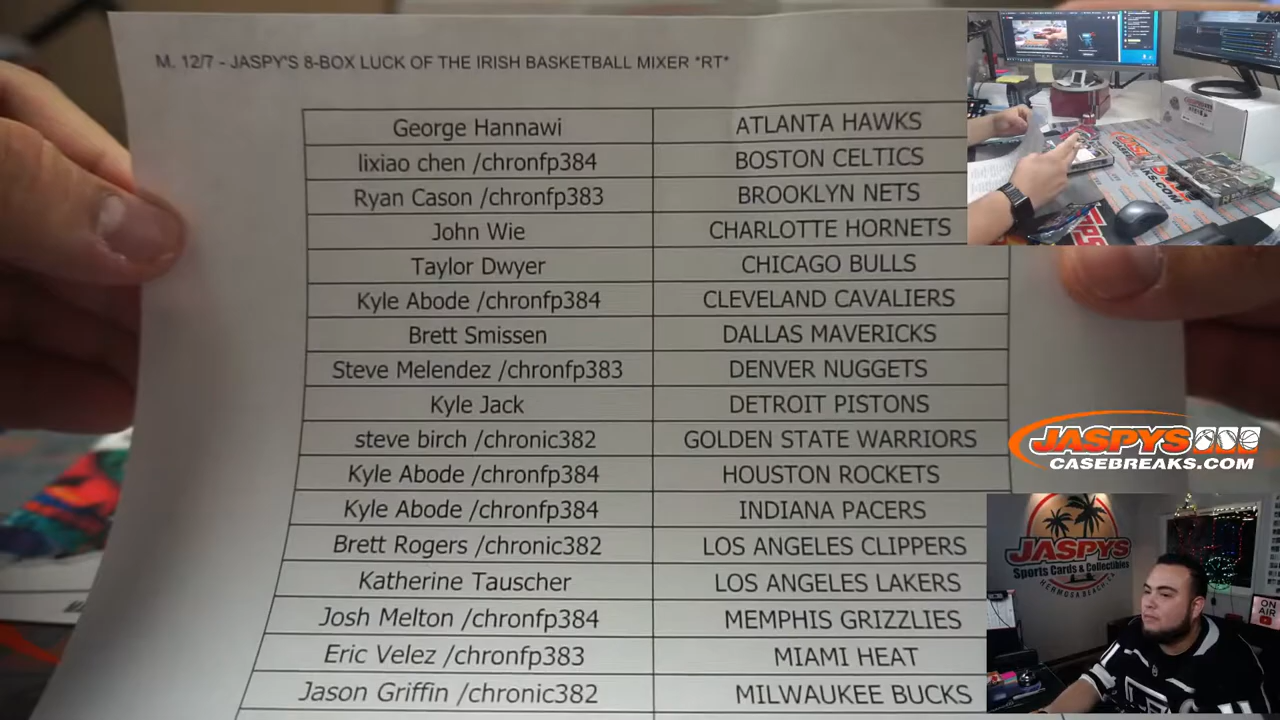 M. 12/7 - JASPY'S 8-BOX LUCK OF THE IRISH BASKETBALL MIXER *RT*
George Hannawi ATLANTA HAWKS
lixiao chen /chronfp384 BOSTON CELTICS
Ryan Cason /chronfp383 BROOKLYN NETS
John Wie CHARLOTTE HORNETS
Taylor Dwyer CHICAGO BULLS
Kyle Abode /chronfp384 CLEVELAND CAVALIERS
Brett Smissen DALLAS MAVERICKS
Steve Melendez /chronfp383 DENVER NUGGETS
Kyle Jack DETROIT PISTONS
steve birch /chronic382 GOLDEN STATE WARRIORS
Kyle Abode /chronfp384 HOUSTON ROCKETS
Kyle Abode /chronfp384 INDIANA PACERS
Brett Rogers /chronic382 LOS ANGELES CLIPPERS
Katherine Tauscher LOS ANGELES LAKERS
Josh Melton /chronfp384 MEMPHIS GRIZZLIES
Eric Velez /chronfp383 MIAMI HEAT
Jason Griffin /chronic382 MILWAUKEE BUCKS
JASPYS
CASEBREAKS.COM
JASPYS
Sports Cards & Collectibles
HERMOSA BEACH, CA
ON
AIR